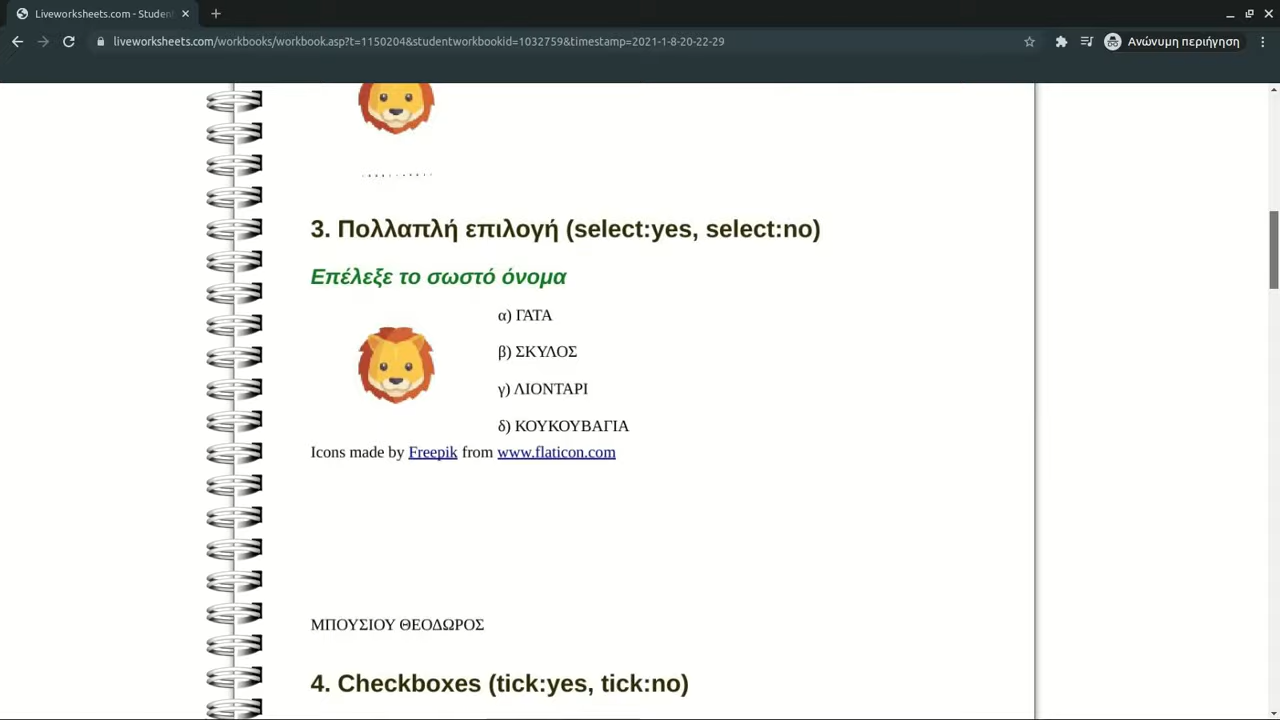 Liveworksheets.com - Student
liveworksheets.com/workbooks/workbook.asp?t=1150204&studentworkbookid=1032759&timestamp=2021-1-8-20-22-29
Ανώνυμη περιήγηση
3. Πολλαπλή επιλογή (select:yes, select:no)
Επέλεξε το σωστό όνομα
α) ΓΑΤΑ
β) ΣΚΥΛΟΣ
γ) ΛΙΟΝΤΑΡΙ
δ) ΚΟΥΚΟΥΒΑΓΙΑ
Icons made by Freepik from www.flaticon.com
ΜΠΟΥΣΙΟΥ ΘΕΟΔΩΡΟΣ
4. Checkboxes (tick:yes, tick:no)